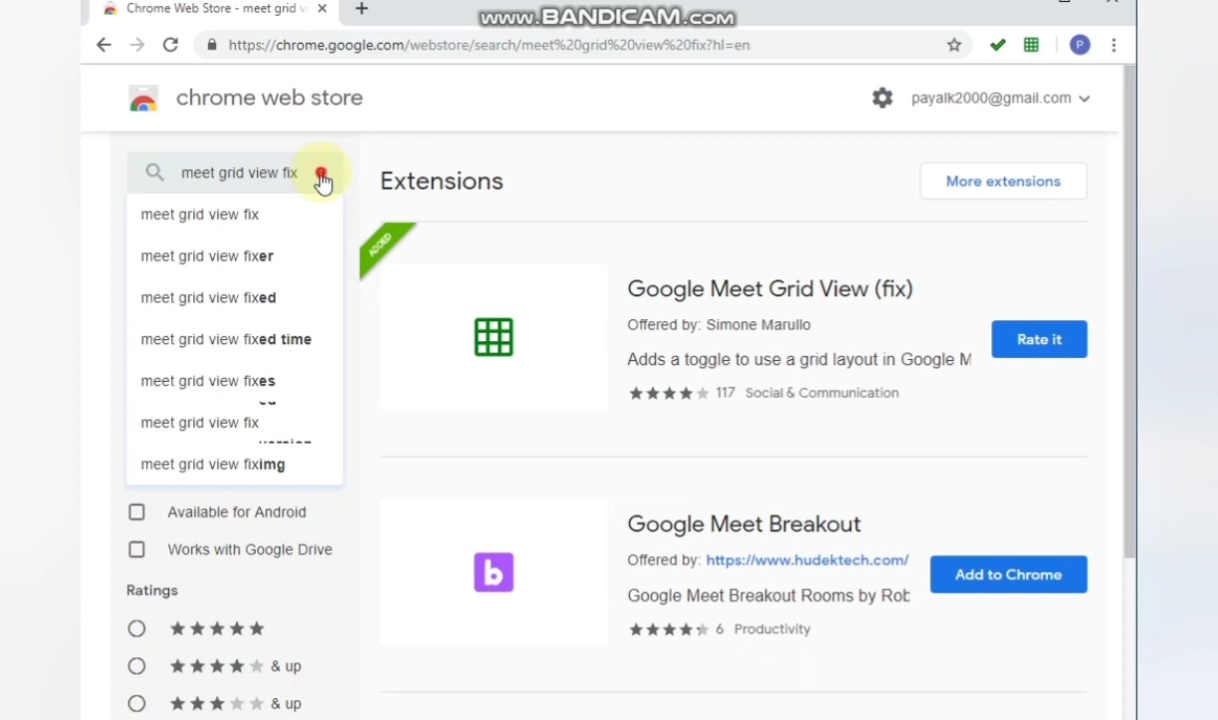 Chrome Web Store - meet grid vi
www.BANDICAM.com
https://chrome.google.com/webstore/search/meet%20grid%20view%20fix?hl=en
P
chrome web store
payalk2000@gmail.com
meet grid view fix
Extensions
More extensions
meet grid view fix
meet grid view fixer
meet grid view fixed
meet grid view fixed time
meet grid view fixes
meet grid view fix
meet grid view fixing
ADDED
Google Meet Grid View (fix)
Offered by: Simone Marullo
Adds a toggle to use a grid layout in Google M
117 Social & Communication
Rate it
Available for Android
Works with Google Drive
Ratings
& up
& up
Google Meet Breakout
Offered by: https://www.hudektech.com/
Google Meet Breakout Rooms by Rob
6 Productivity
Add to Chrome
b